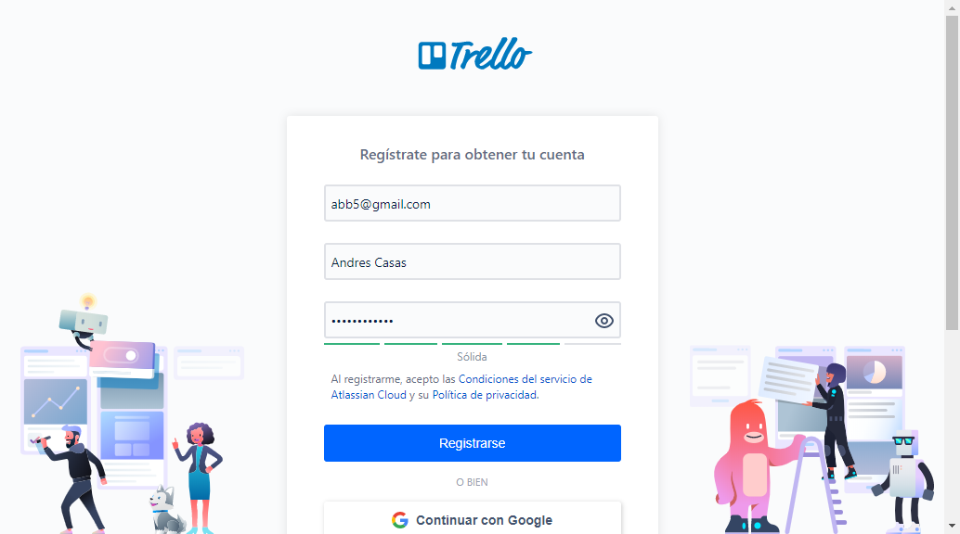 Trello
Regístrate para obtener tu cuenta
abb5@gmail.com
Andres Casas
••••••••••••
Sólida
Al registrarme, acepto las Condiciones del servicio de
Atlassian Cloud y su Política de privacidad.
Registrarse
O BIEN
Continuar con Google